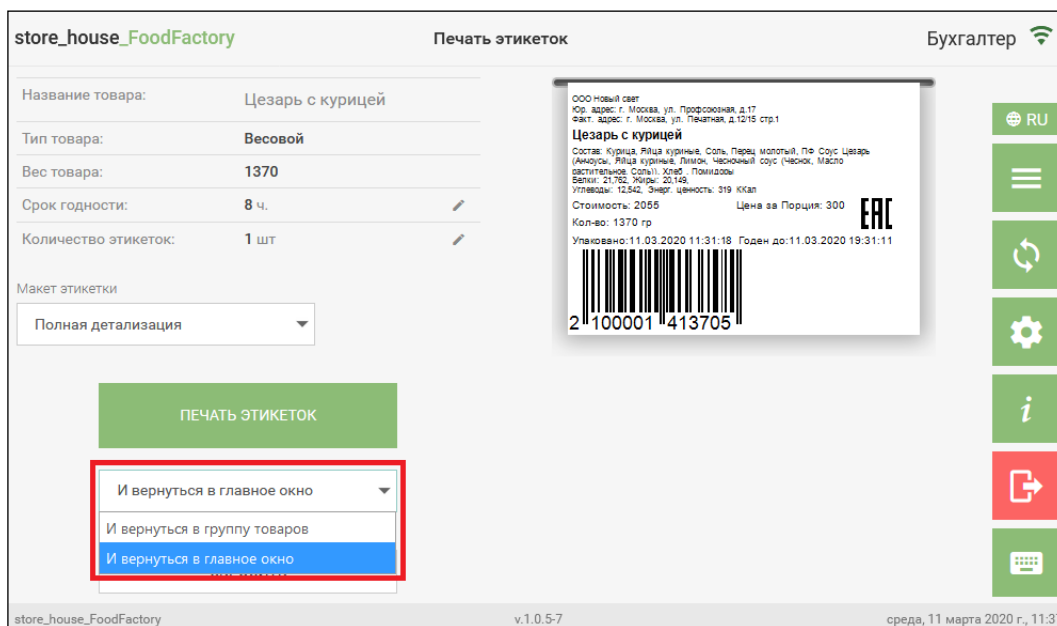 store_house_FoodFactory
Печать этикеток
Бухгалтер
Название товара: Цезарь с курицей
Тип товара: Весовой
Вес товара: 1370
Срок годности: 8 ч.
Количество этикеток: 1 шт
Макет этикетки
Полная детализация
ПЕЧАТЬ ЭТИКЕТОК
И вернуться в главное окно
И вернуться в группу товаров
И вернуться в главное окно
ООО Новый свет
Юр. адрес: г. Москва, ул. Профсоюзная, д.17
Факт. адрес: г. Москва, ул. Печатная, д.12/15 стр.1
Цезарь с курицей
Состав: Курица, Яйца куриные, Соль, Перец молотый, ПФ Соус Цезарь
(Анчоусы, Яйца куриные, Лимон, Чесночный соус (Чеснок, Масло
растительное, Соль)), Хлеб , Помидоры
Белки: 21,762, Жиры: 20,149,
Углеводы: 12,542, Энерг. ценность: 319 ККал
Стоимость: 2055 Цена за Порция: 300
EAC
Кол-во: 1370 гр
Упаковано:11.03.2020 11:31:18 Годен до:11.03.2020 19:31:11
2 100001 413705
RU
i
store_house_FoodFactory
v.1.0.5-7
среда, 11 марта 2020 г., 11:3